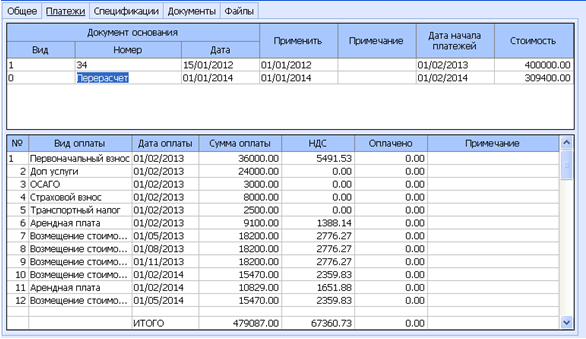 Общее Платежи Спецификации Документы Файлы
Документ основания Применить Примечание Дата начала платежей Стоимость
Вид Номер Дата
1 34 15/01/2012 01/01/2012 01/02/2013 400000.00
0 Перерасчет 01/01/2014 01/01/2014 01/02/2014 309400.00
№ Вид оплаты Дата оплаты Сумма оплаты НДС Оплачено Примечание
1 Первоначальный взнос 01/02/2013 36000.00 5491.53 0.00
2 Доп услуги 01/02/2013 24000.00 0.00 0.00
3 ОСАГО 01/02/2013 3000.00 0.00 0.00
4 Страховой взнос 01/02/2013 8000.00 0.00 0.00
5 Транспортный налог 01/02/2013 2500.00 0.00 0.00
6 Арендная плата 01/02/2013 9100.00 1388.14 0.00
7 Возмещение стоимо... 01/05/2013 18200.00 2776.27 0.00
8 Возмещение стоимо... 01/08/2013 18200.00 2776.27 0.00
9 Возмещение стоимо... 01/11/2013 18200.00 2776.27 0.00
10 Возмещение стоимо... 01/02/2014 15470.00 2359.83 0.00
11 Арендная плата 01/02/2014 10829.00 1651.88 0.00
12 Возмещение стоимо... 01/05/2014 15470.00 2359.83 0.00
ИТОГО 479087.00 67360.73 0.00